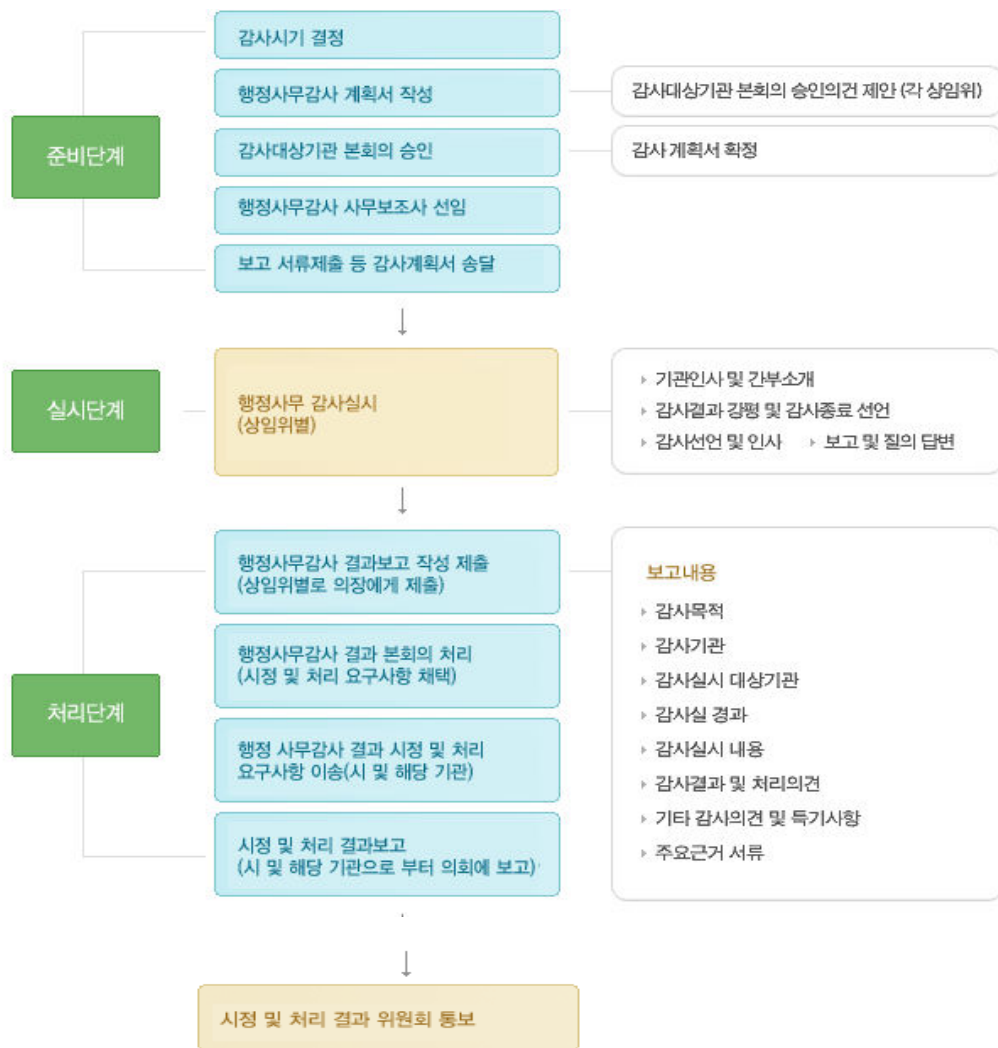 준비단계
감사시기 결정
행정사무감사 계획서 작성
감사대상기관 본회의 승인의건 제안 (각 상임위)
감사대상기관 본회의 승인
감사 계획서 확정
행정사무감사 사무보조사 선임
보고 서류제출 등 감사계획서 송달
실시단계
행정사무 감사실시
(상임위별)
기관인사 및 간부소개
감사결과 강평 및 감사종료 선언
감사선언 및 인사
보고 및 질의 답변
처리단계
행정사무감사 결과보고 작성 제출
(상임위별로 의장에게 제출)
행정사무감사 결과 본회의 처리
(시정 및 처리 요구사항 채택)
행정 사무감사 결과 시정 및 처리
요구사항 이송(시 및 해당 기관)
시정 및 처리 결과보고
(시 및 해당 기관으로 부터 의회에 보고)
보고내용
감사목적
감사기관
감사실시 대상기관
감사실 경과
감사실시 내용
감사결과 및 처리의견
기타 감사의견 및 특기사항
주요근거 서류
시정 및 처리 결과 위원회 통보